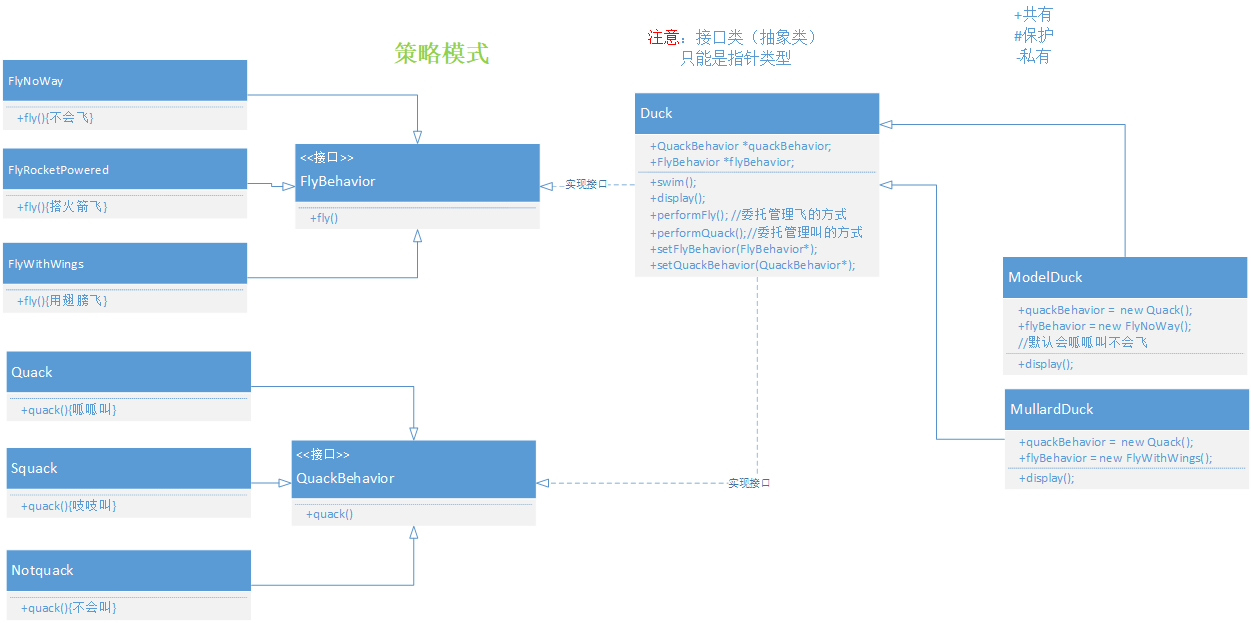 策略模式
注意：接口类（抽象类）
只能是指针类型
+共有
#保护
-私有
FlyNoWay
+fly(){不会飞}
FlyRocketPowered
+fly(){搭火箭飞}
FlyWithWings
+fly(){用翅膀飞}
<<接口>>
FlyBehavior
+fly()
实现接口
Duck
+QuackBehavior *quackBehavior;
+FlyBehavior *flyBehavior;
+swim();
+display();
+performFly(); //委托管理飞的方式
+performQuack();//委托管理叫的方式
+setFlyBehavior(FlyBehavior*);
+setQuackBehavior(QuackBehavior*);
ModelDuck
+quackBehavior = new Quack();
+flyBehavior = new FlyNoWay();
//默认会呱呱叫不会飞
+display();
MullardDuck
+quackBehavior = new Quack();
+flyBehavior = new FlyWithWings();
+display();
Quack
+quack(){呱呱叫}
Squack
+quack(){吱吱叫}
Notquack
+quack(){不会叫}
<<接口>>
QuackBehavior
+quack()
实现接口